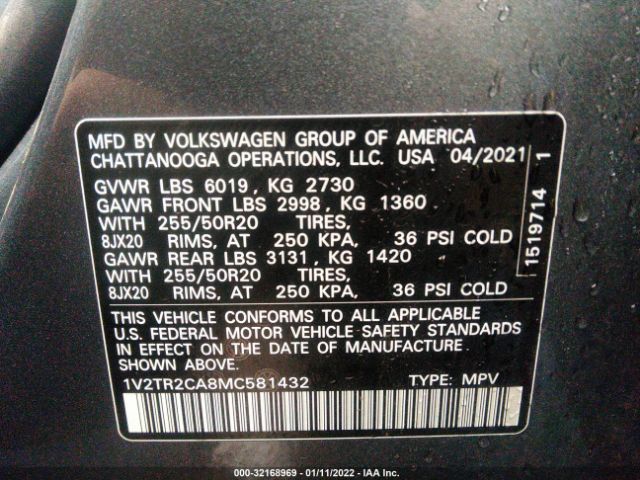 MFD BY VOLKSWAGEN GROUP OF AMERICA
CHATTANOOGA OPERATIONS, LLC. USA 04/2021
GVWR LBS 6019, KG 2730
GAWR FRONT LBS 2998, KG 1360
WITH 255/50R20 TIRES,
8JX20 RIMS, AT 250 KPA, 36 PSI COLD
GAWR REAR LBS 3131, KG 1420
WITH 255/50R20 TIRES,
8JX20 RIMS, AT 250 KPA, 36 PSI COLD
THIS VEHICLE CONFORMS TO ALL APPLICABLE
U.S. FEDERAL MOTOR VEHICLE SAFETY STANDARDS
IN EFFECT ON THE DATE OF MANUFACTURE
SHOWN ABOVE.
1V2TR2CA8MC581432 TYPE: MPV
1519714 1
000-32168969 - 01/11/2022 - IAA Inc.